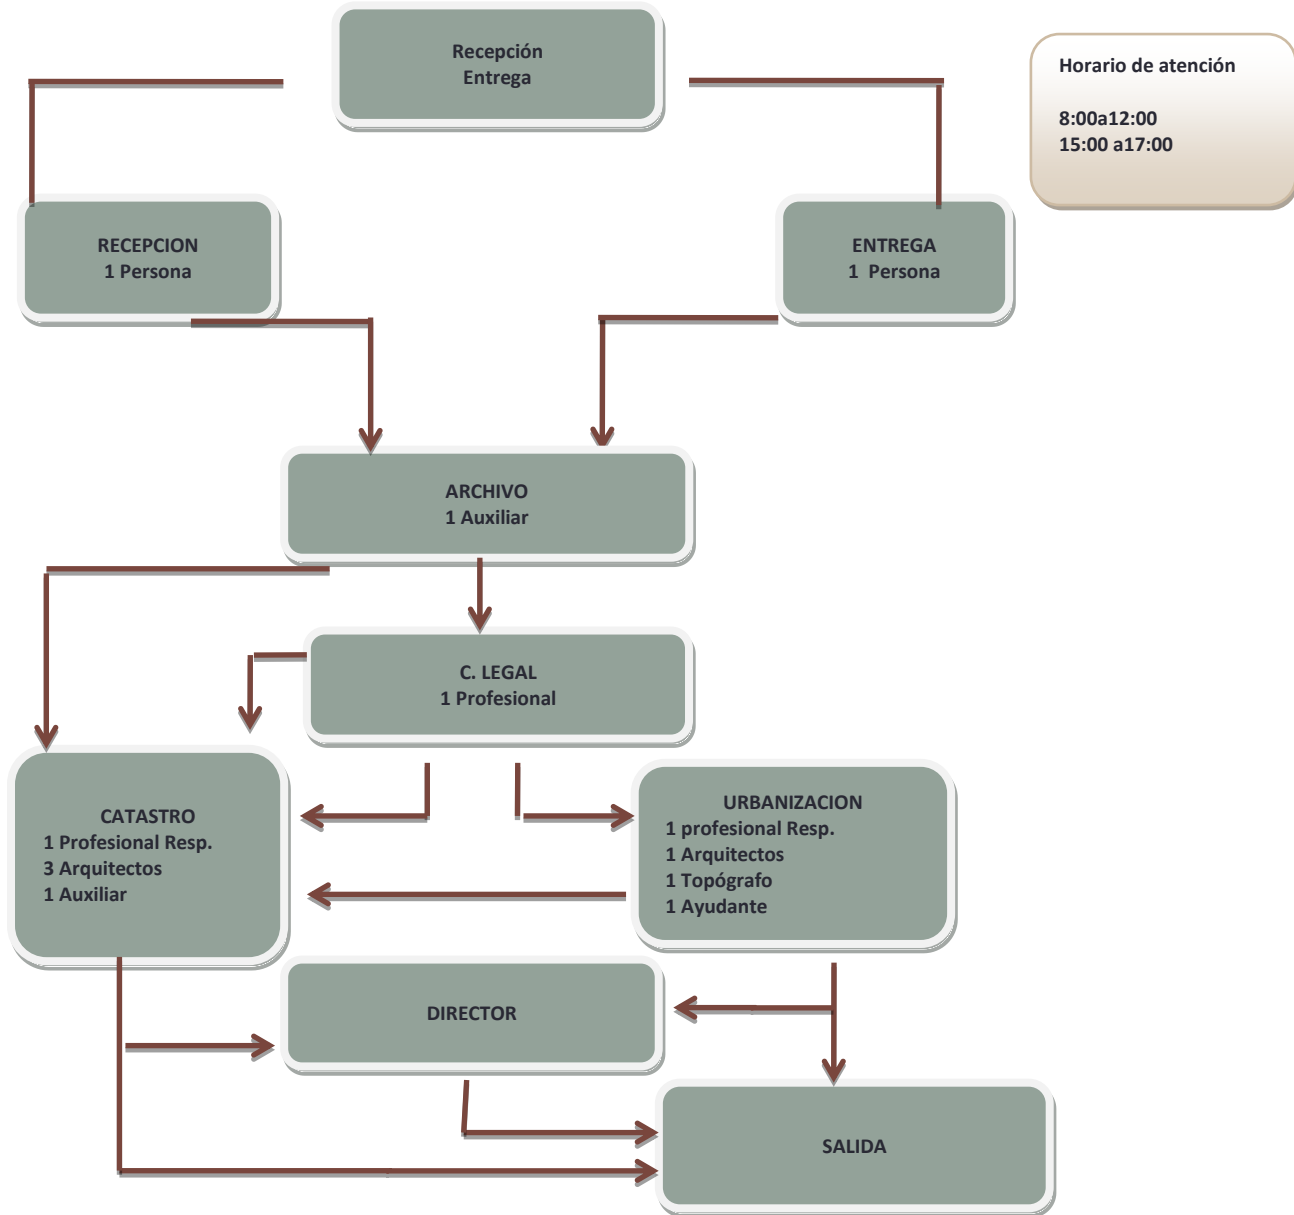 Recepción
Entrega
Horario de atención
8:00a12:00
15:00 a17:00
RECEPCION
1 Persona
ENTREGA
1 Persona
ARCHIVO
1 Auxiliar
C. LEGAL
1 Profesional
CATASTRO
1 Profesional Resp.
3 Arquitectos
1 Auxiliar
URBANIZACION
1 profesional Resp.
1 Arquitectos
1 Topógrafo
1 Ayudante
DIRECTOR
SALIDA